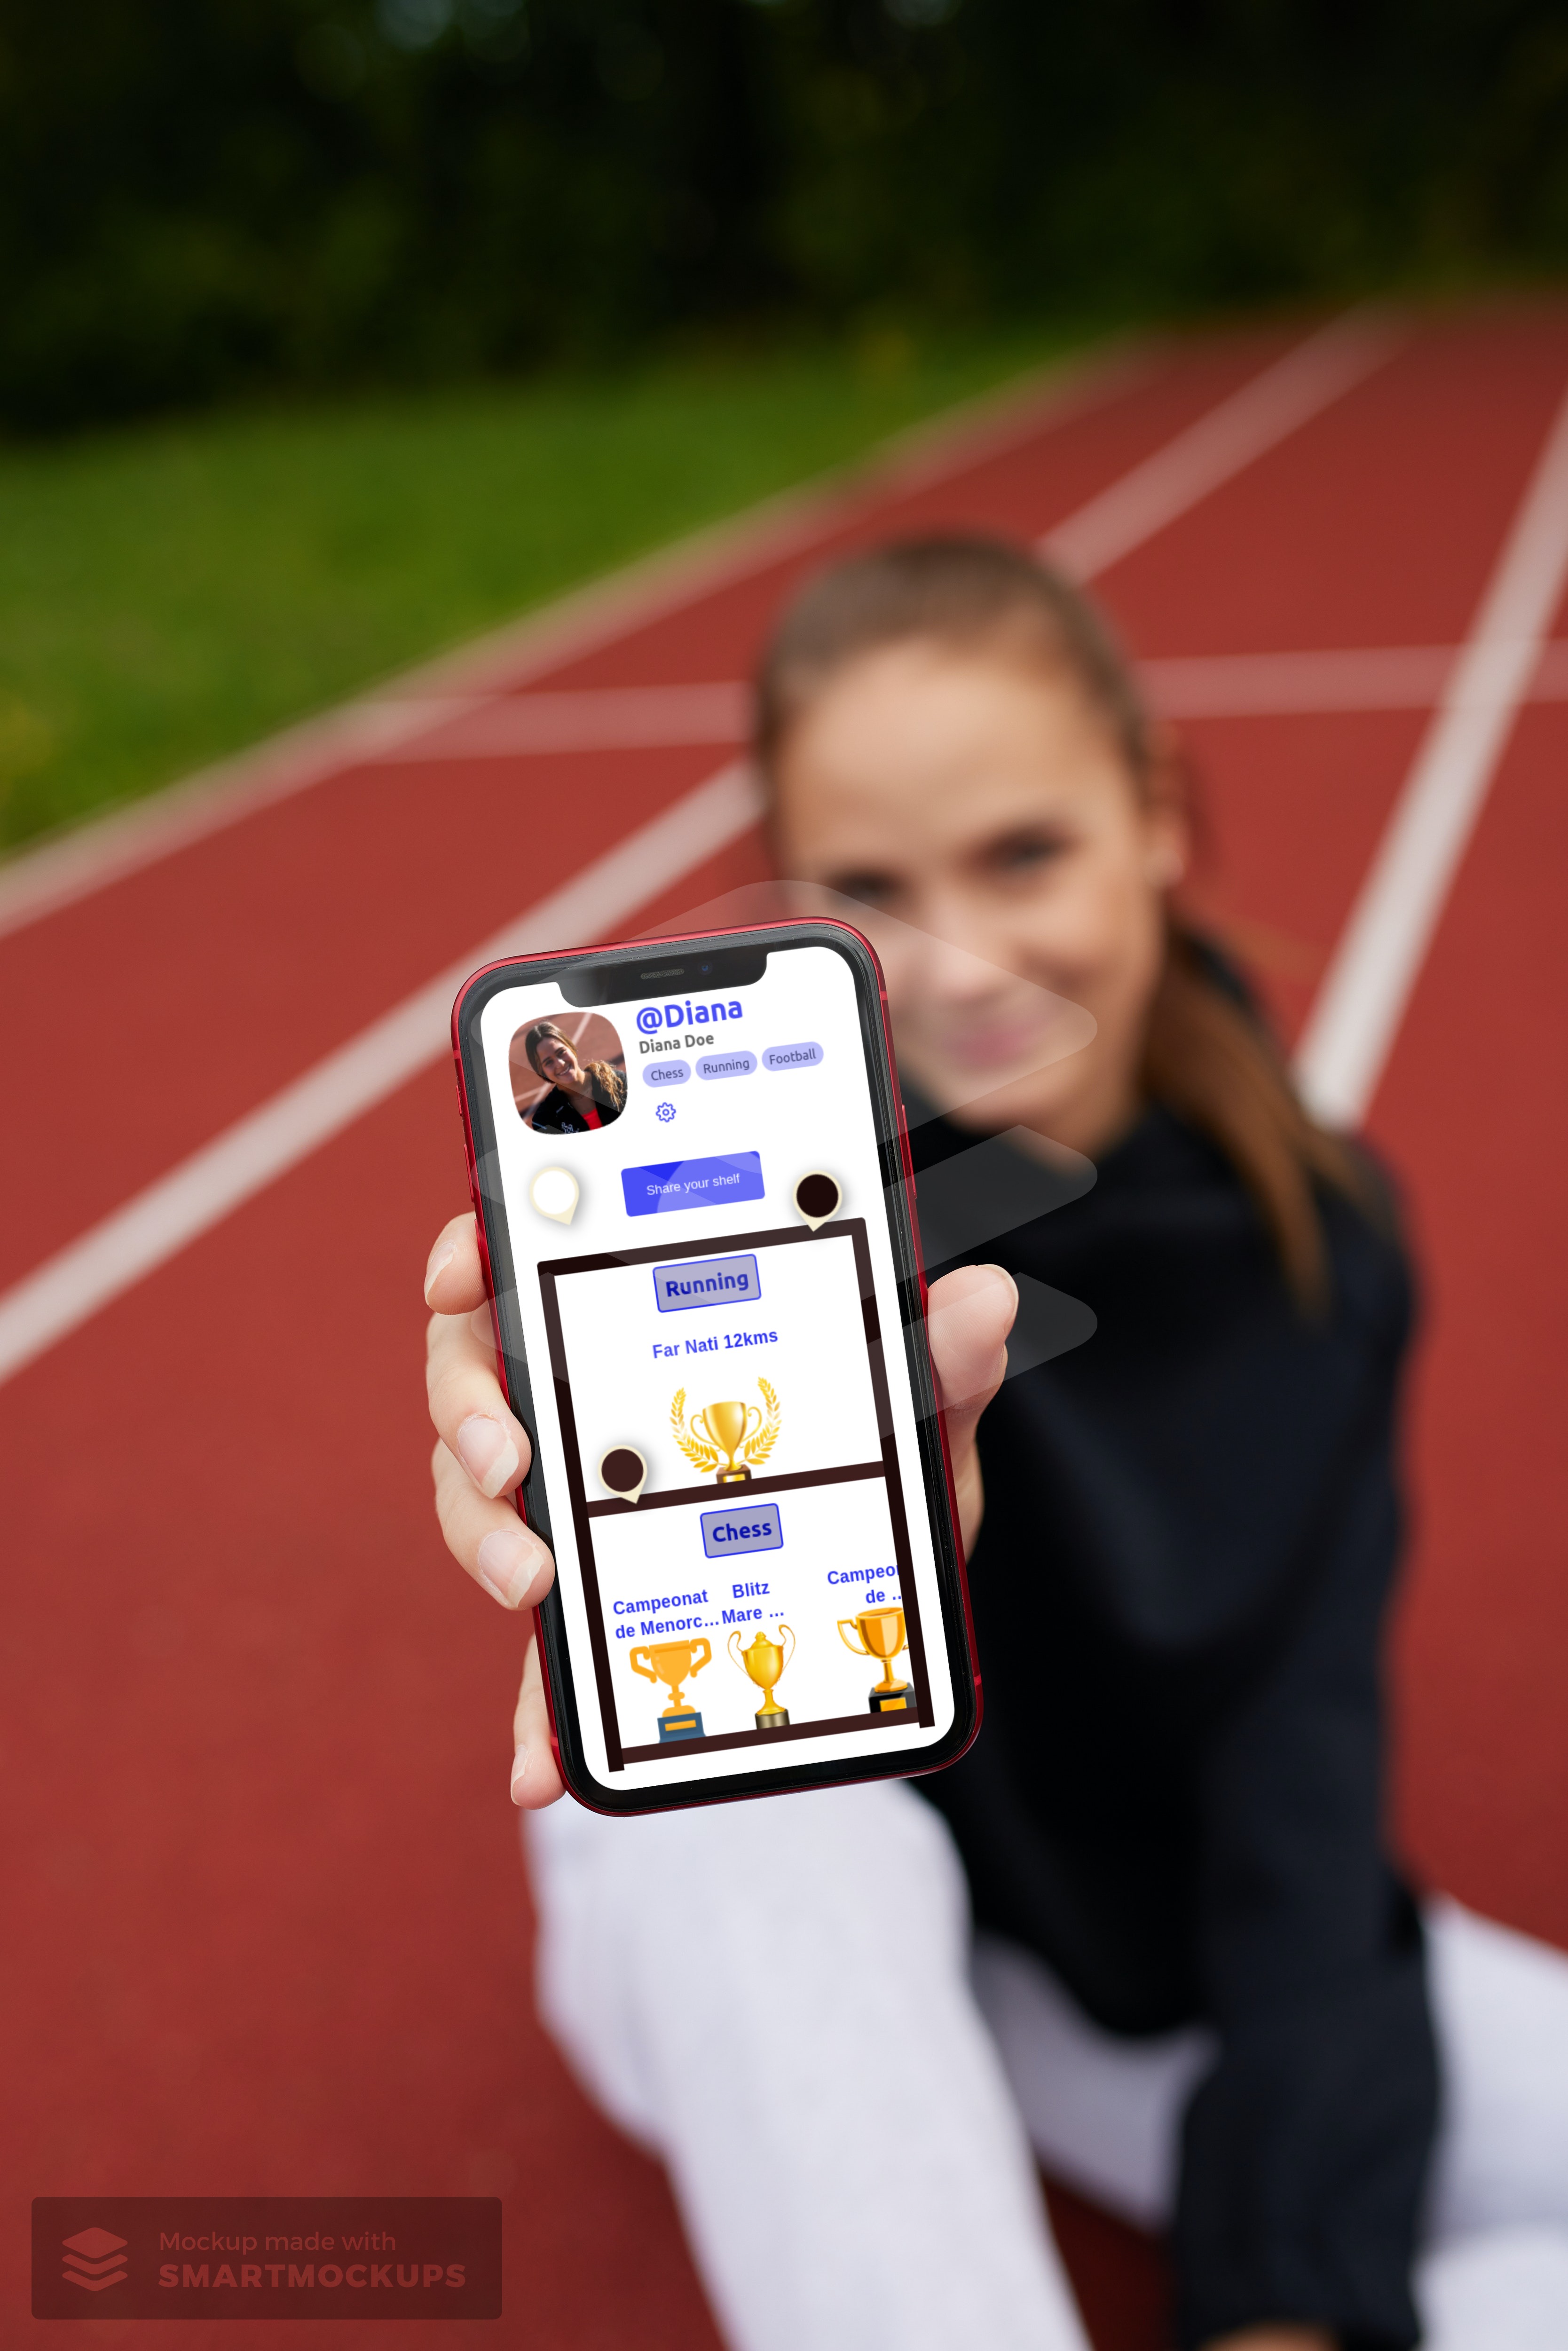 @Diana
Diana Doe
Chess Running Football
Share your shelf
Running
Far Nati 12kms
Chess
Campeonat
de Menorc...
Blitz
Mare ...
Campeo
de ..
Mockup made with
SMARTMOCKUPS